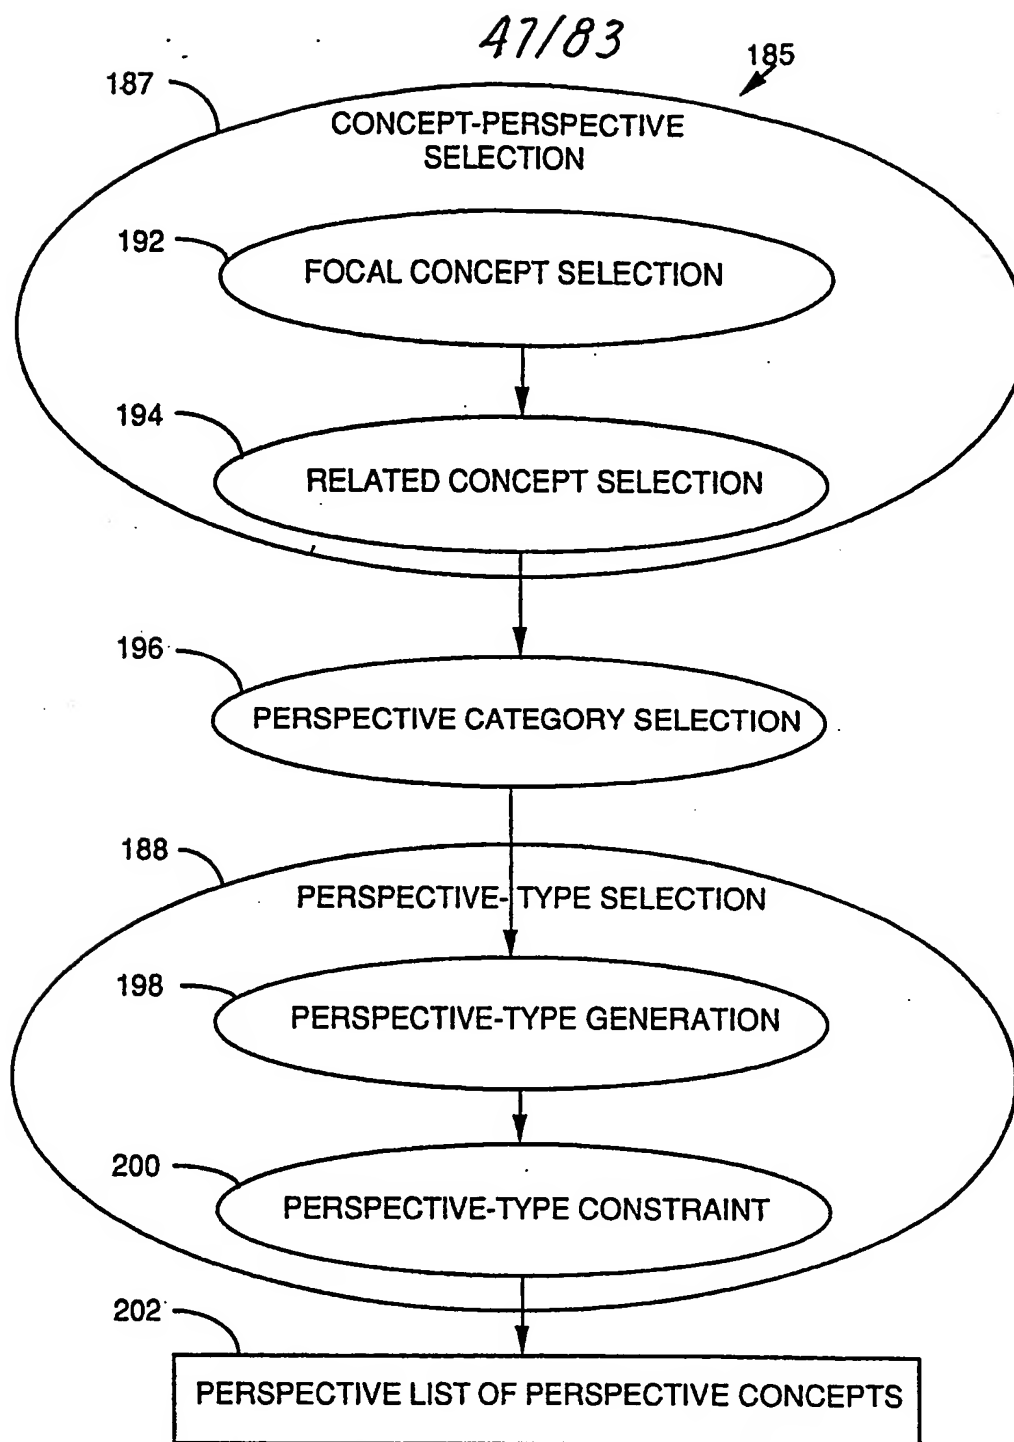 47/83
185
187
CONCEPT-PERSPECTIVE
SELECTION
192
FOCAL CONCEPT SELECTION
194
RELATED CONCEPT SELECTION
196
PERSPECTIVE CATEGORY SELECTION
188
PERSPECTIVE-TYPE SELECTION
198
PERSPECTIVE-TYPE GENERATION
200
PERSPECTIVE-TYPE CONSTRAINT
202
PERSPECTIVE LIST OF PERSPECTIVE CONCEPTS